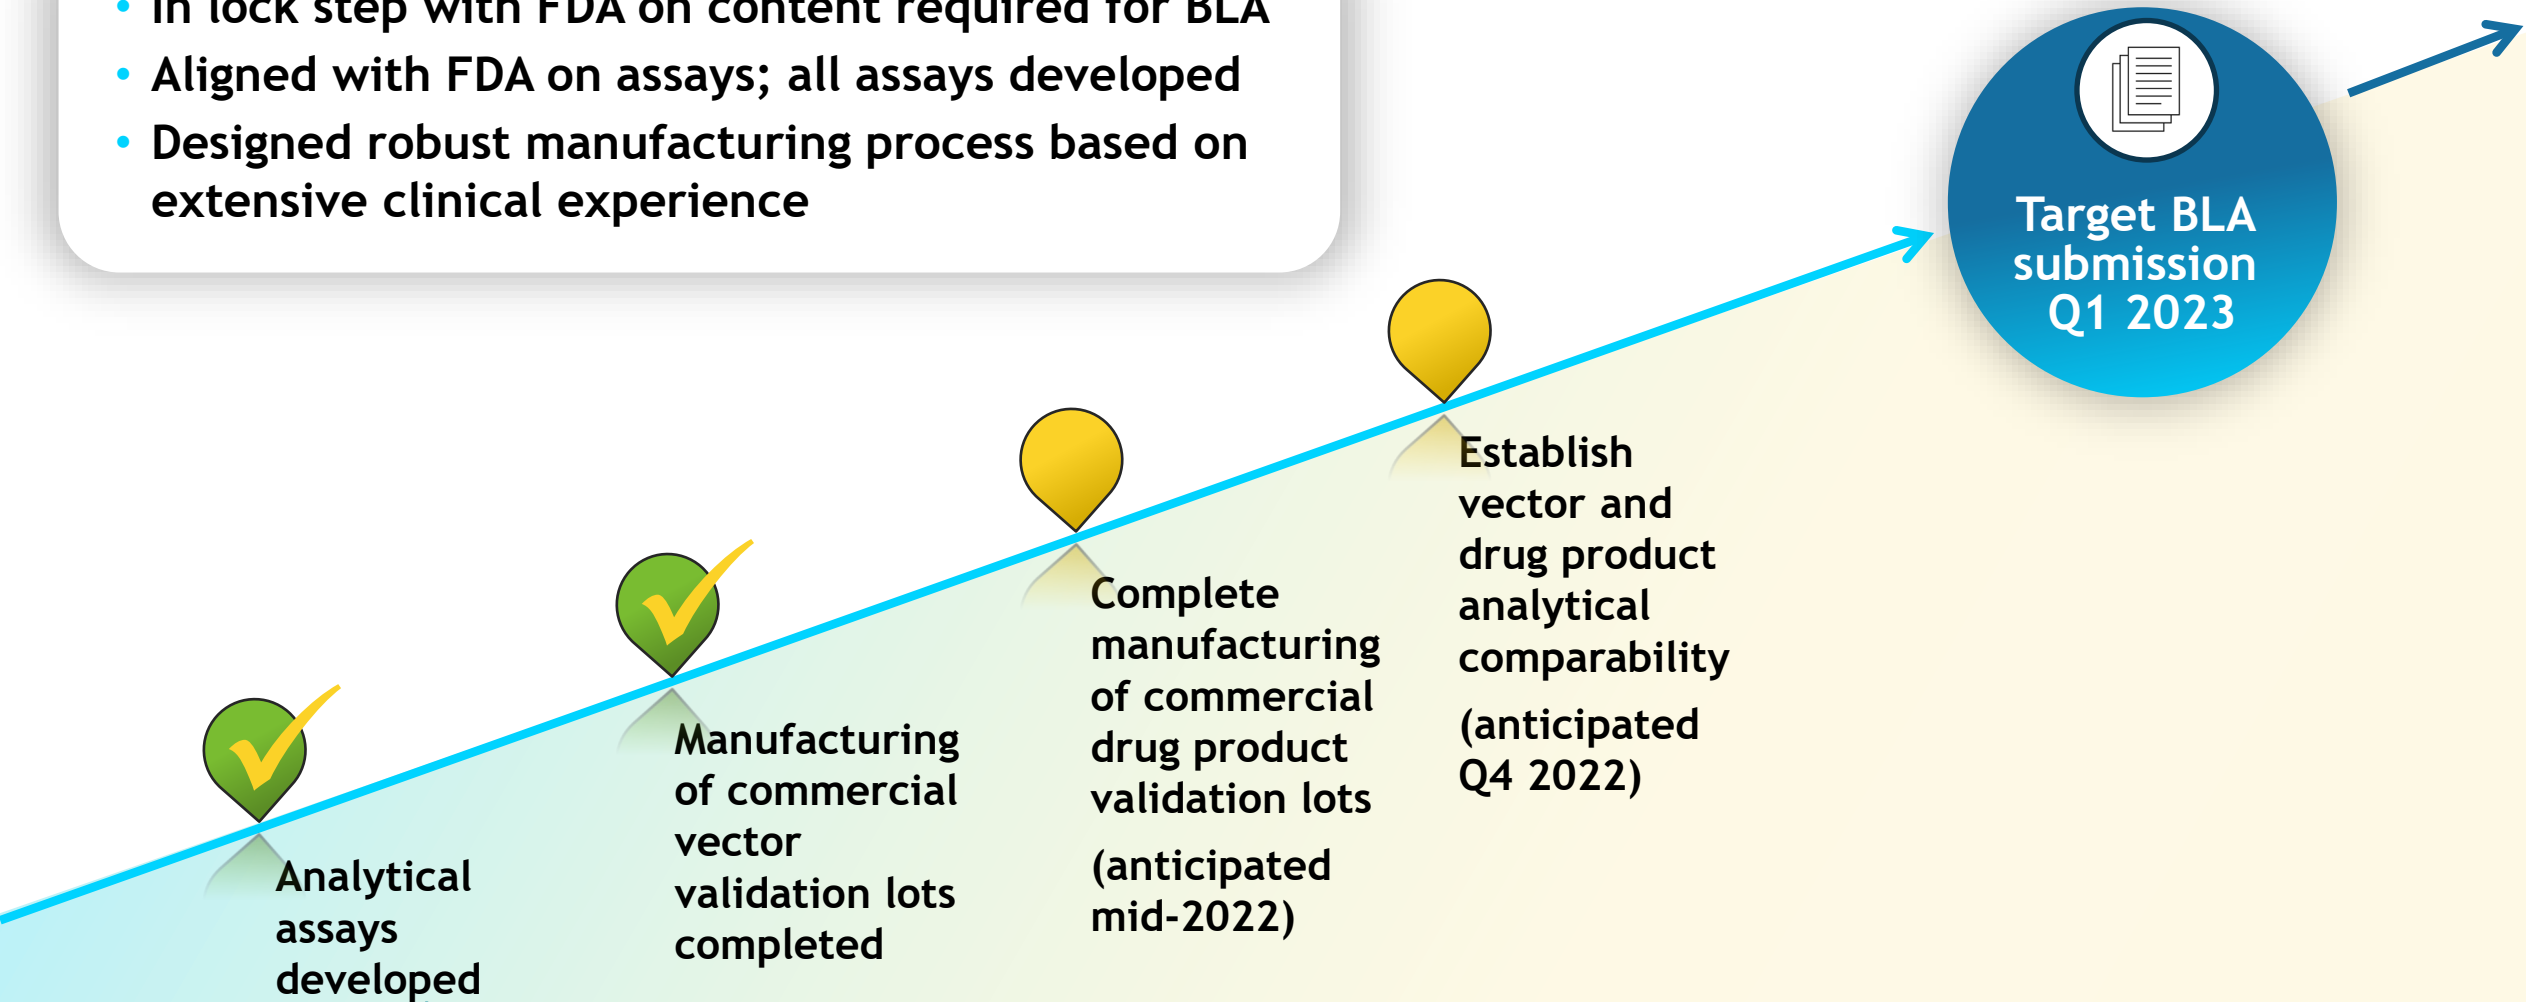 • In lock step with FDA on content required for BLA
• Aligned with FDA on assays; all assays developed
• Designed robust manufacturing process based on
extensive clinical experience
Target BLA
submission
Q1 2023
Establish
vector and
drug product
analytical
comparability
(anticipated
Q4 2022)
Complete
manufacturing
of commercial
drug product
validation lots
(anticipated
mid-2022)
Manufacturing
of commercial
vector
validation lots
completed
Analytical
assays
developed